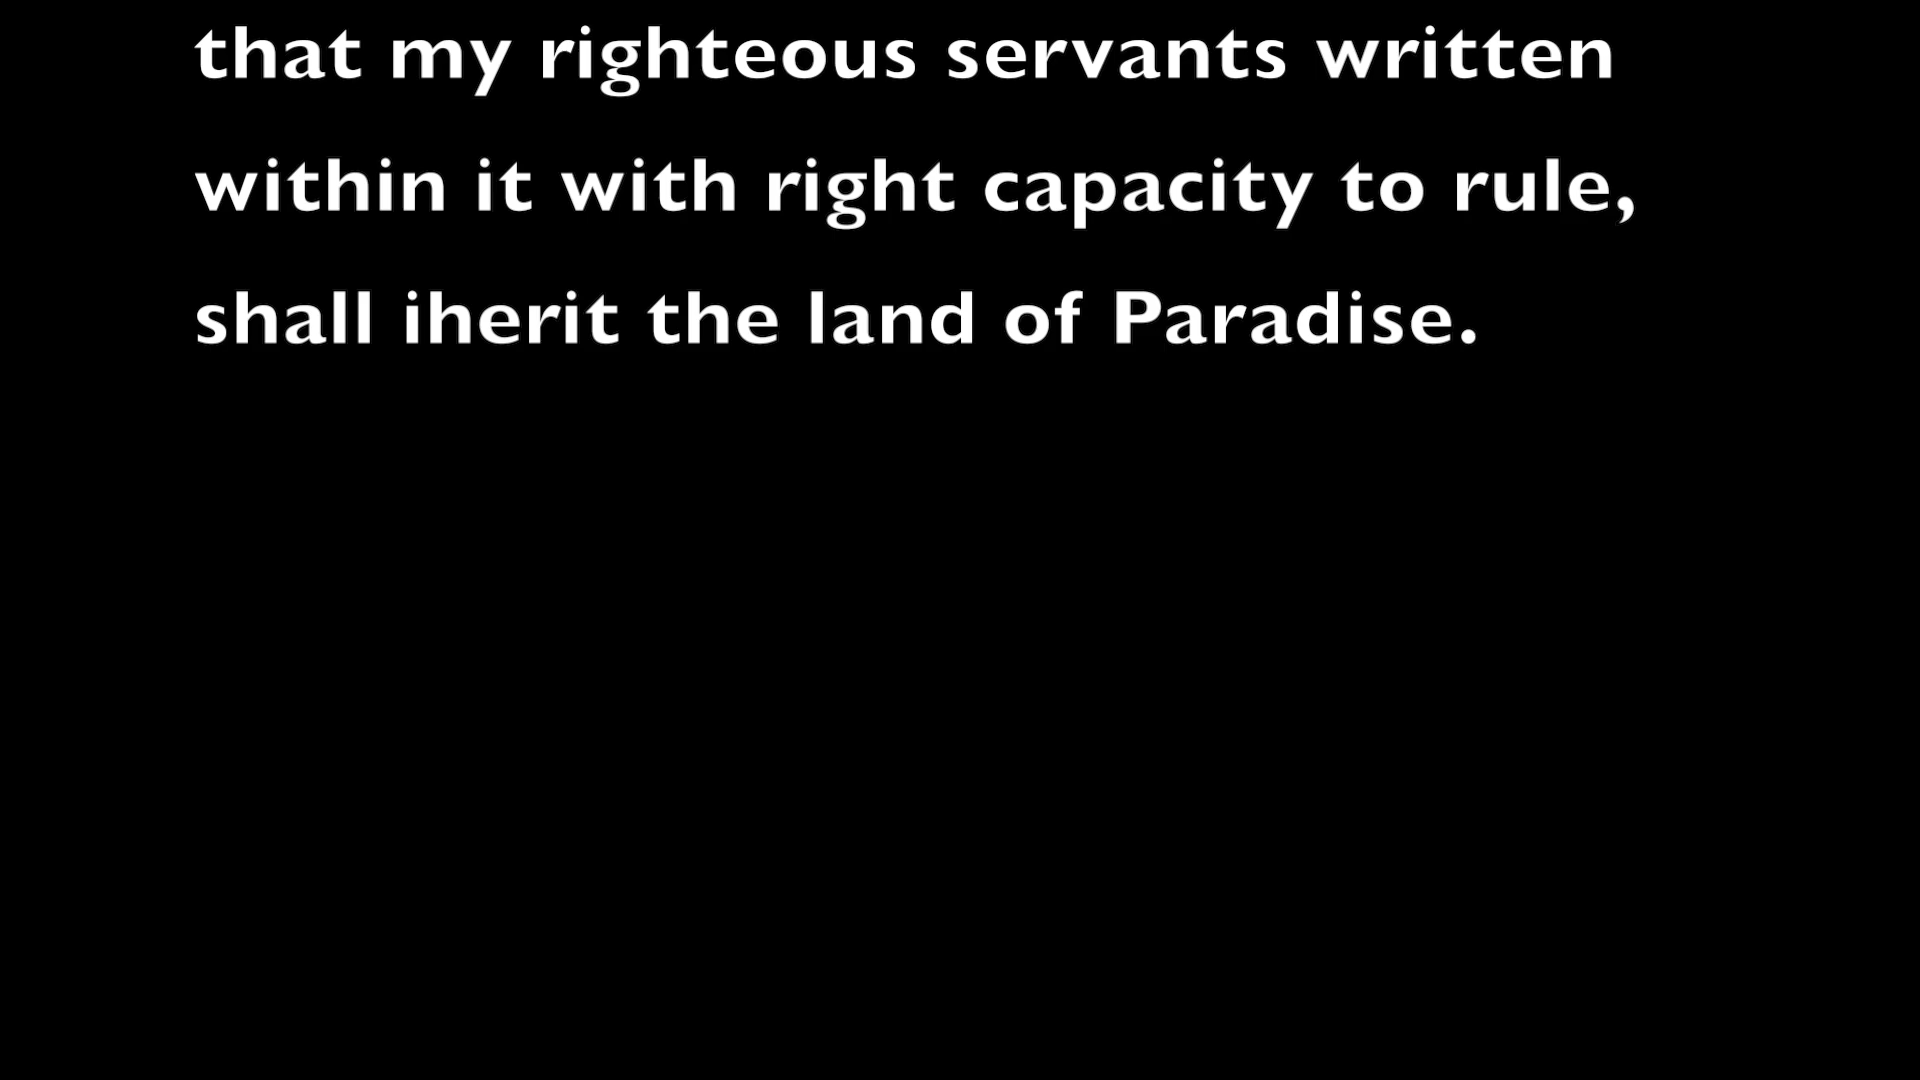 that my righteous servants written
within it with right capacity to rule,
shall iherit the land of Paradise.